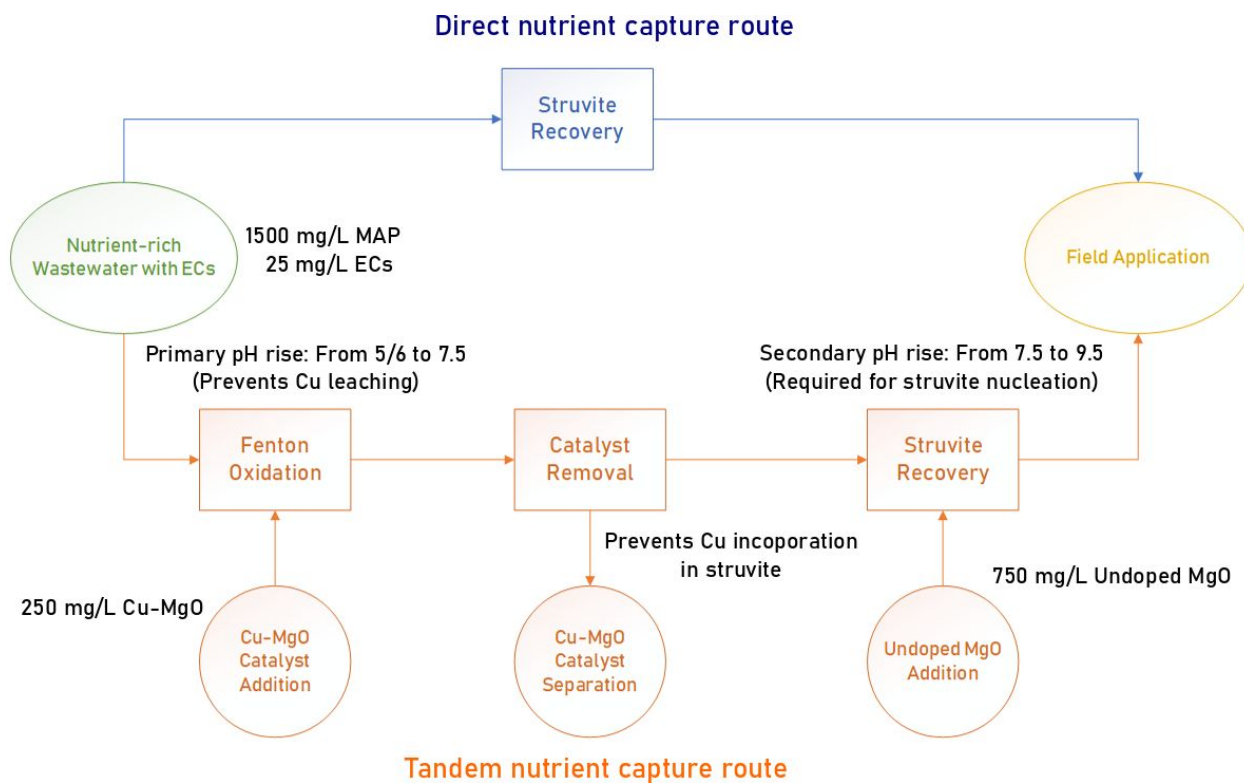 Direct nutrient capture route
Struvite
Recovery
Nutrient-rich
Wastewater with ECs
1500 mg/L MAP
25 mg/L ECs
Field Application
Primary pH rise: From 5/6 to 7.5
(Prevents Cu leaching)
Secondary pH rise: From 7.5 to 9.5
(Required for struvite nucleation)
Fenton
Oxidation
Catalyst
Removal
Struvite
Recovery
Prevents Cu incoporation
in struvite
250 mg/L Cu-MgO
750 mg/L Undoped MgO
Cu-MgO
Catalyst
Addition
Cu-MgO
Catalyst
Separation
Undoped MgO
Addition
Tandem nutrient capture route